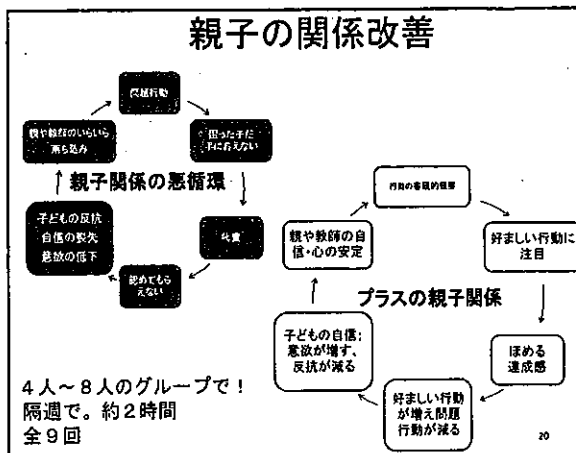 親子の関係改善
問題行動
困った子だ
手に負えない
叱責
認めてもら
えない
子どもの反抗
自信の喪失
意欲の低下
親や教師のいらいら
落ち込み
親子関係の悪循環
好ましい行動に
注目
ほめる
達成感
好ましい行動
が増え問題
行動が減る
子どもの自信:
意欲が増す、
反抗が減る
親や教師の自
信・心の安定
プラスの親子関係
4人~8人のグループで!
隔週で。約2時間
全9回
20